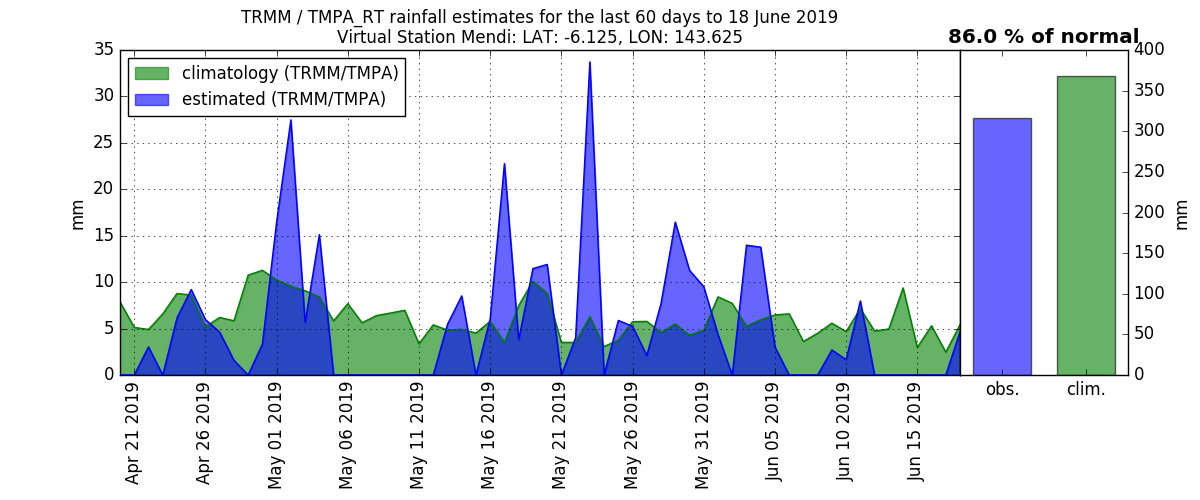 TRMM / TMPA_RT rainfall estimates for the last 60 days to 18 June 2019
Virtual Station Mendi: LAT: -6.125, LON: 143.625
86.0 % of normal
climatology (TRMM/TMPA)
estimated (TRMM/TMPA)
mm
35
30
25
20
15
10
5
0
Apr 21 2019
Apr 26 2019
May 01 2019
May 06 2019
May 11 2019
May 16 2019
May 21 2019
May 26 2019
May 31 2019
Jun 05 2019
Jun 10 2019
Jun 15 2019
obs.
clim.
400
350
300
250
200
150
100
50
0
mm